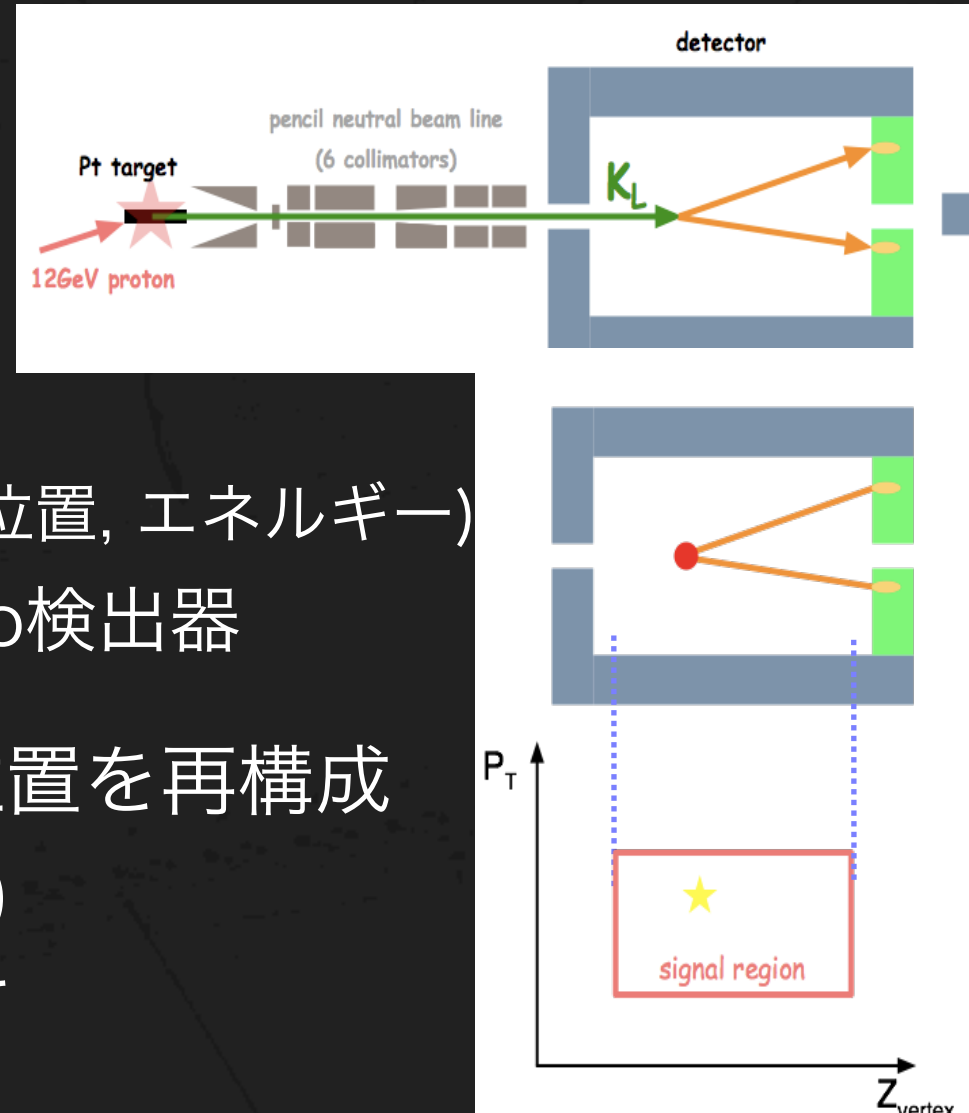 detector
pencil neutral beam line
(6 collimators)
Pt target
K_L
12GeV proton
位置, エネルギー)
o検出器
置を再構成
)
P_T
signal region
Z_vertex